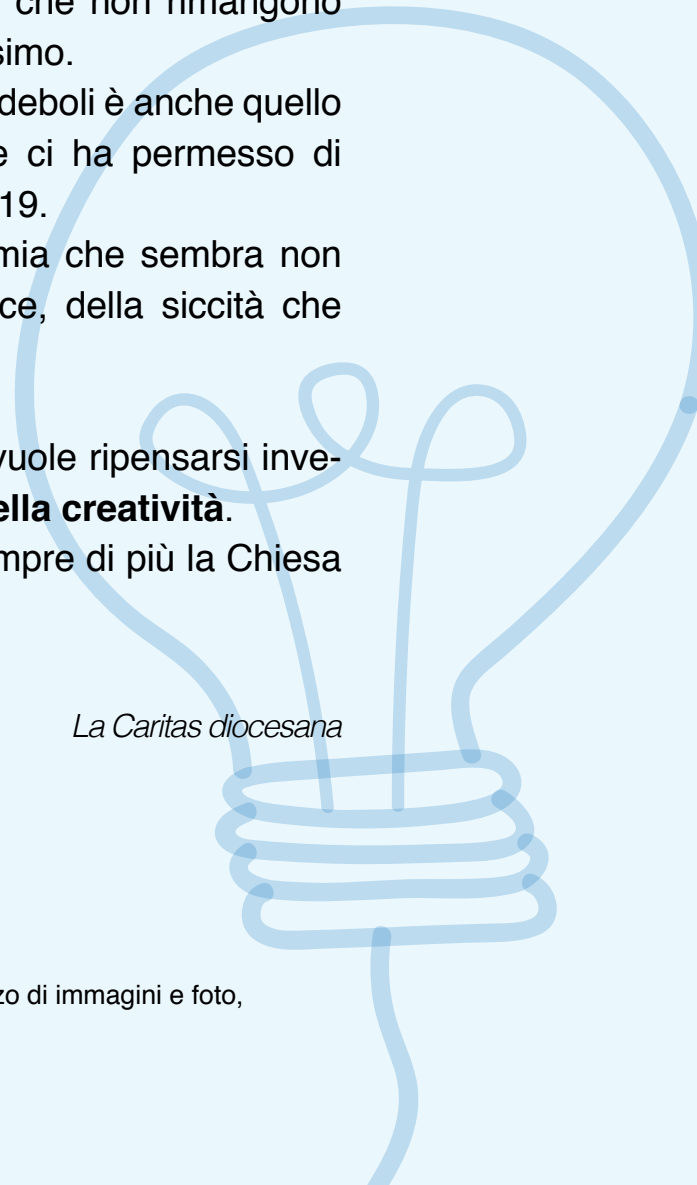 che non rimangono
simo.
deboli è anche quello
e ci ha permesso di
19.
mia che sembra non
ce, della siccità che
vuole ripensarsi inve-
ella creatività.
mpre di più la Chiesa
La Caritas diocesana
zo di immagini e foto,